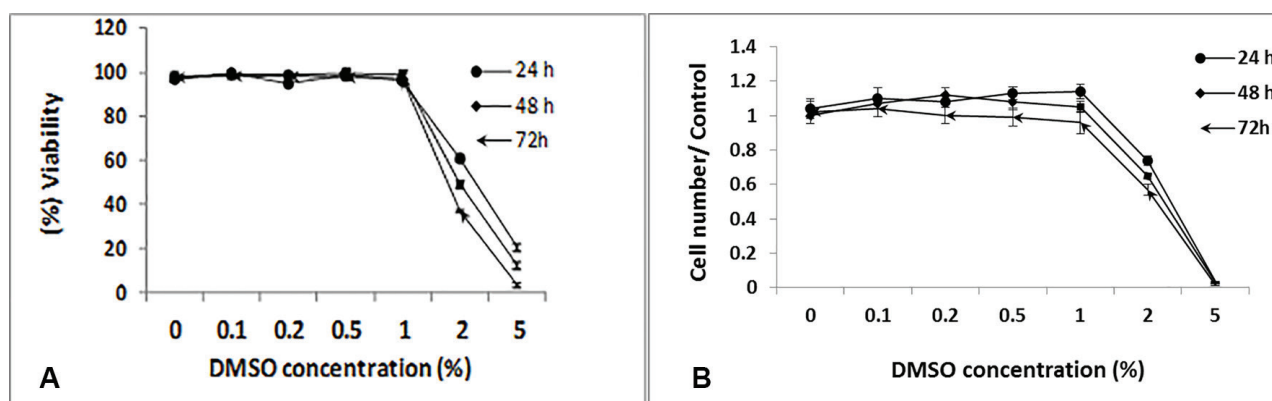 120
100
80
60
40
20
0
(%) Viability
0 0.1 0.2 0.5 1 2 5
DMSO concentration (%)
24 h
48 h
72h
A
1.4
1.2
1
0.8
0.6
0.4
0.2
0
Cell number/ Control
0 0.1 0.2 0.5 1 2 5
DMSO concentration (%)
24 h
48 h
72h
B